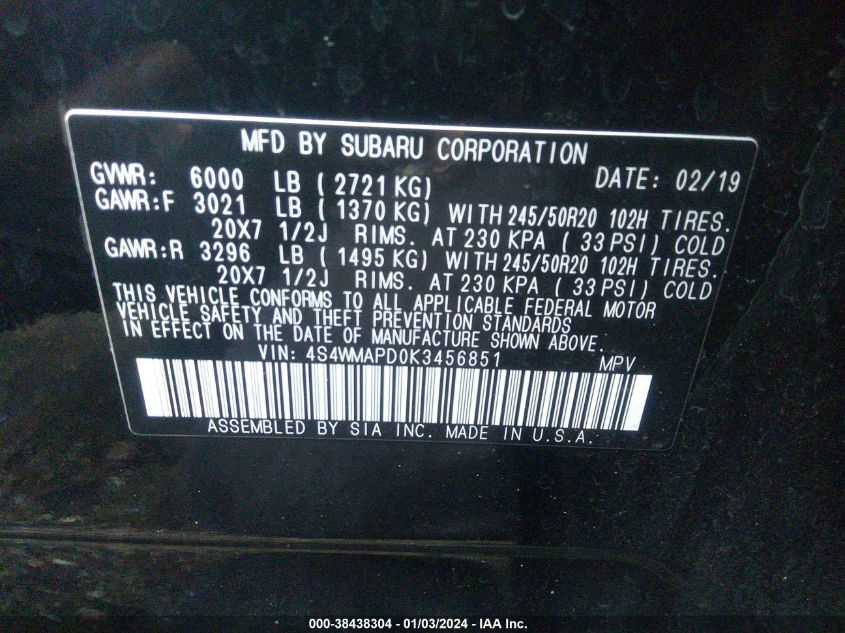 MFD BY SUBARU CORPORATION
GVWR: 6000 LB ( 2721 KG) DATE: 02/19
GAWR:F 3021 LB ( 1370 KG) WITH 245/50R20 102H TIRES.
20X7 1/2J RIMS. AT 230 KPA ( 33 PSI) COLD
GAWR:R 3296 LB ( 1495 KG) WITH 245/50R20 102H TIRES.
20X7 1/2J RIMS. AT 230 KPA ( 33 PSI) COLD
THIS VEHICLE CONFORMS TO ALL APPLICABLE FEDERAL MOTOR
VEHICLE SAFETY AND THEFT PREVENTION STANDARDS
IN EFFECT ON THE DATE OF MANUFACTURE SHOWN ABOVE.
VIN: 4S4WMAPD0K3456851 MPV
ASSEMBLED BY SIA INC. MADE IN U.S.A.
000-38438304 - 01/03/2024 - IAA Inc.